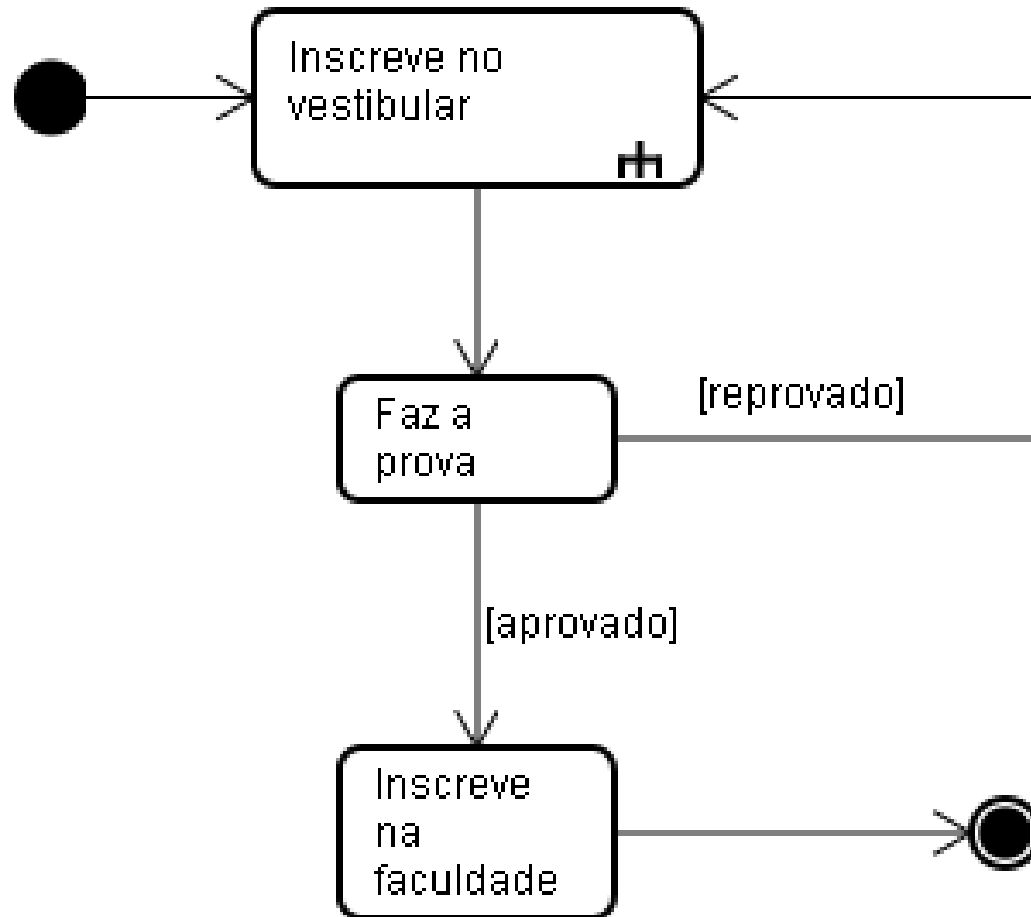 Inscreve no
vestibular
Faz a
prova
[reprovado]
[aprovado]
Inscreve
na
faculdade